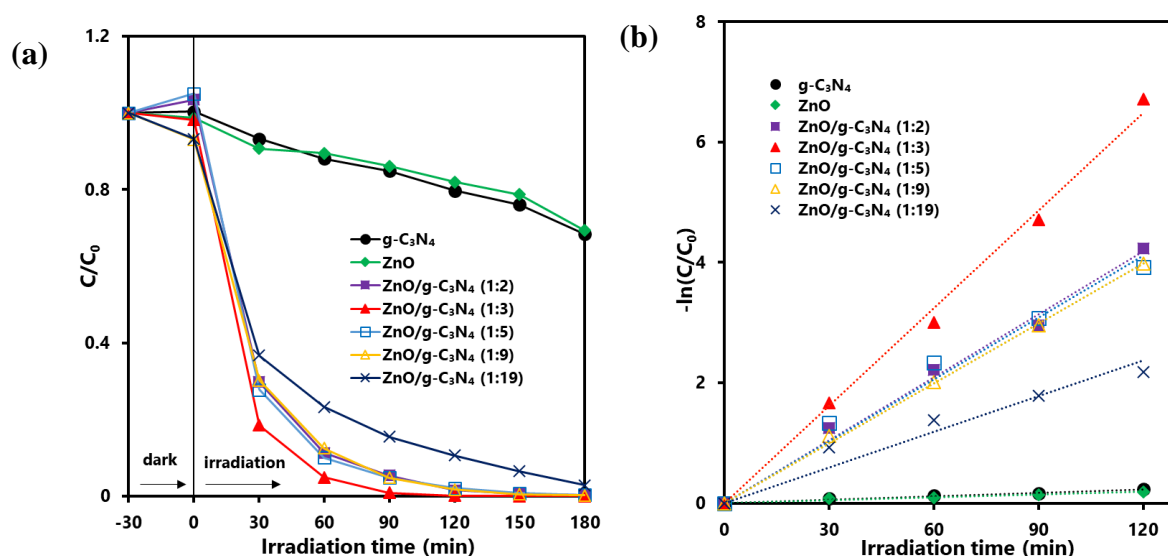 (a)
1.2
0.8
0.4
0
C/C₀
g-C₃N₄
ZnO
ZnO/g-C₃N₄ (1:2)
ZnO/g-C₃N₄ (1:3)
ZnO/g-C₃N₄ (1:5)
ZnO/g-C₃N₄ (1:9)
ZnO/g-C₃N₄ (1:19)
dark
irradiation
-30 0 30 60 90 120 150 180
Irradiation time (min)
(b)
8
6
4
2
0
-ln(C/C₀)
g-C₃N₄
ZnO
ZnO/g-C₃N₄ (1:2)
ZnO/g-C₃N₄ (1:3)
ZnO/g-C₃N₄ (1:5)
ZnO/g-C₃N₄ (1:9)
ZnO/g-C₃N₄ (1:19)
0 30 60 90 120
Irradiation time (min)